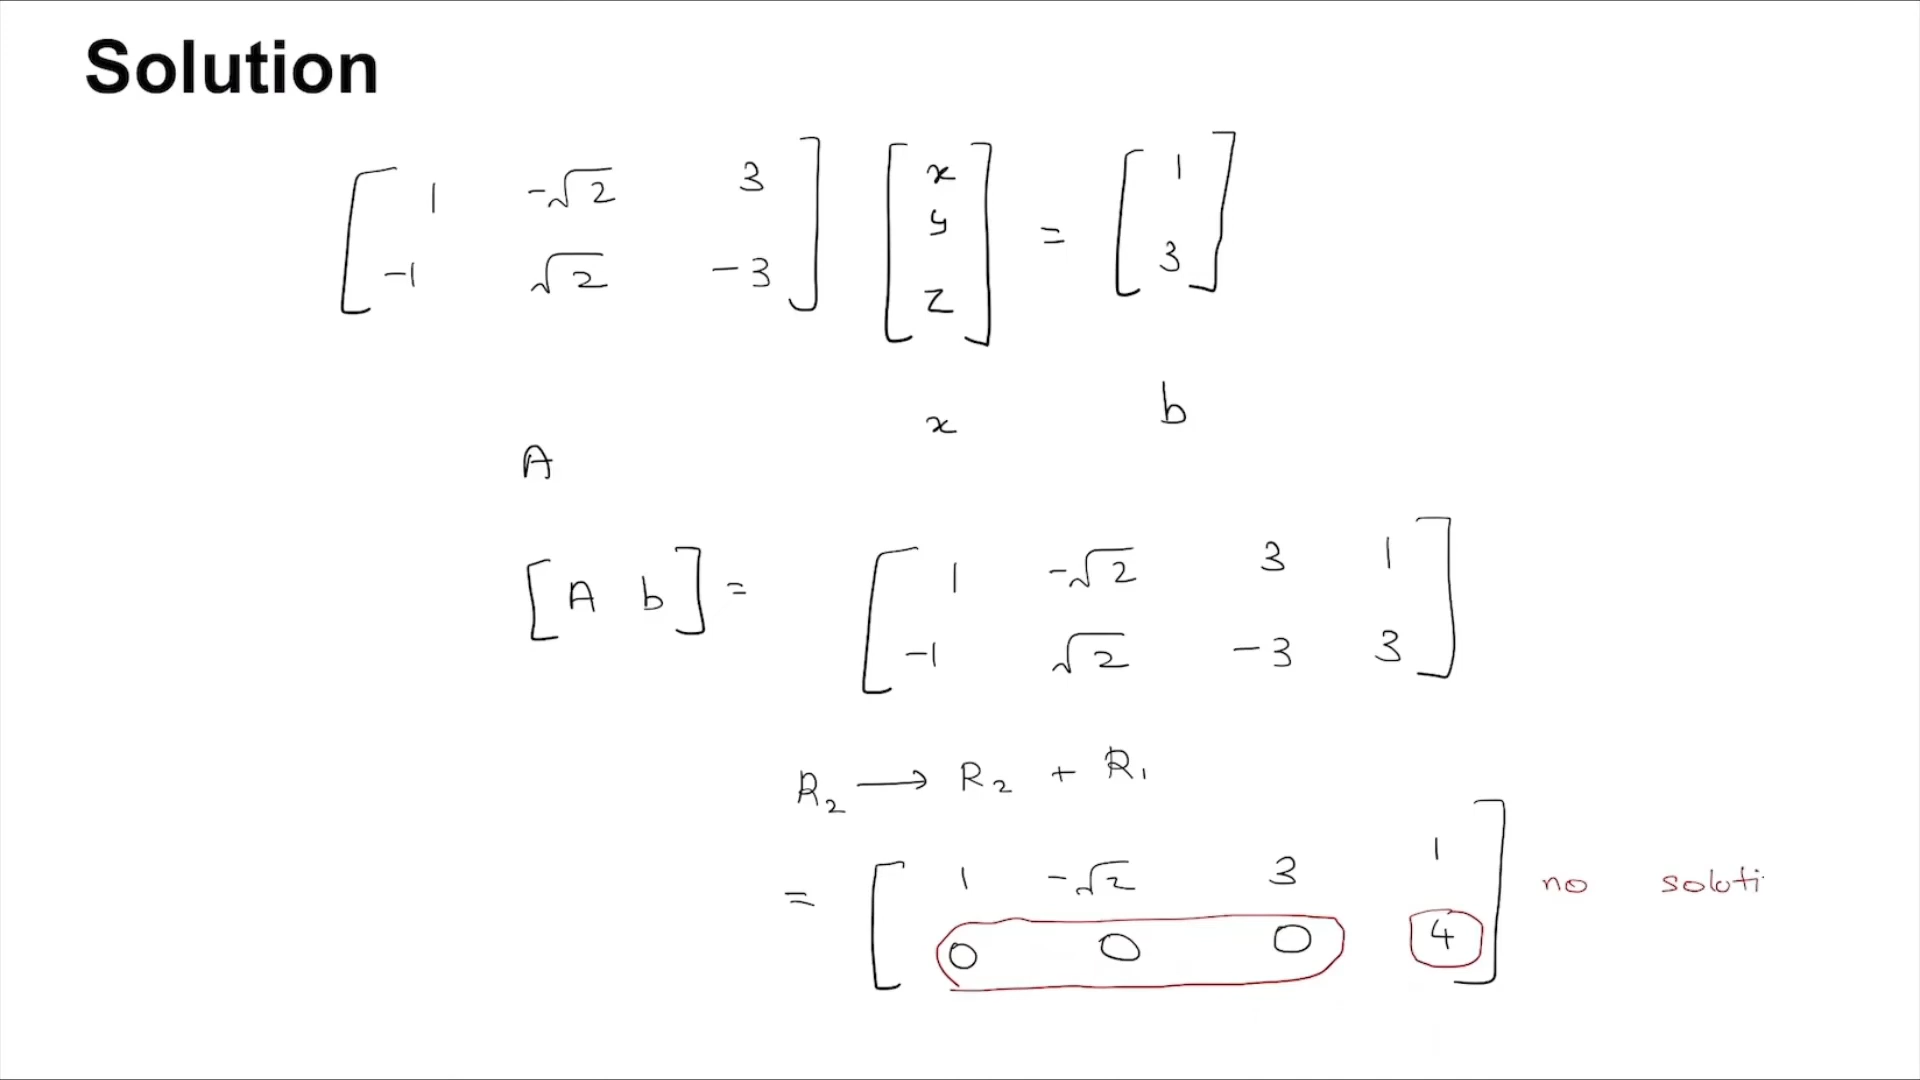 Solution
[ 1 -√2 3 ] [ x ] = [ 1 ]
y
[ -1 √2 -3 ] [ z ] [ 3 ]
A x b
[ A b ] = [ 1 -√2 3 1 ]
[ -1 √2 -3 3 ]
R₂ → R₂ + R₁
= [ 1 -√2 3 1 ] no soluti
[ 0 0 0 4 ]